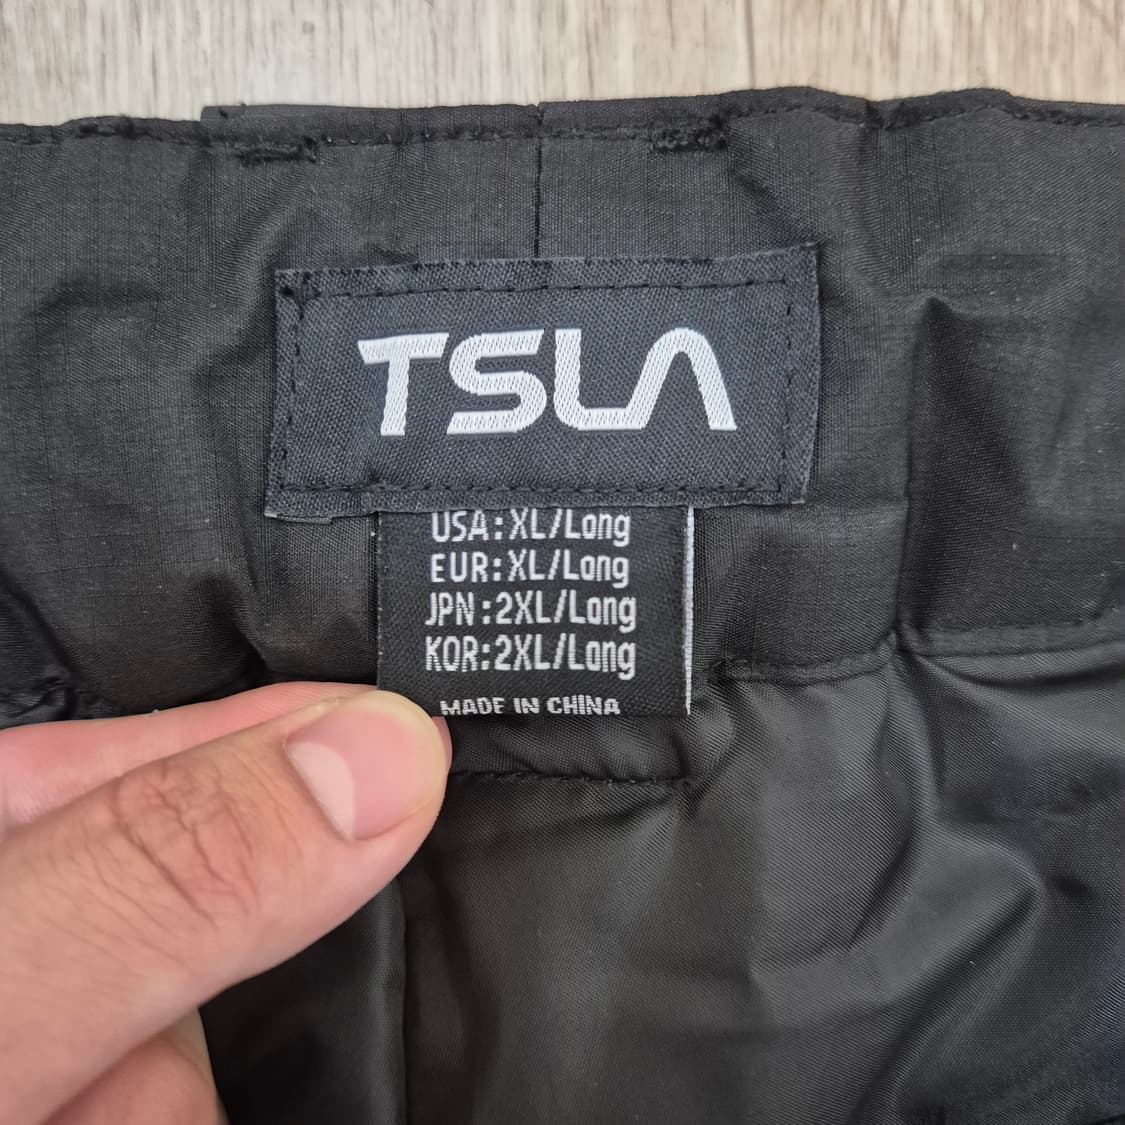 TSLA
USA:XL/Long
EUR:XL/Long
JPN:2XL/Long
KOR:2XL/Long
MADE IN CHINA